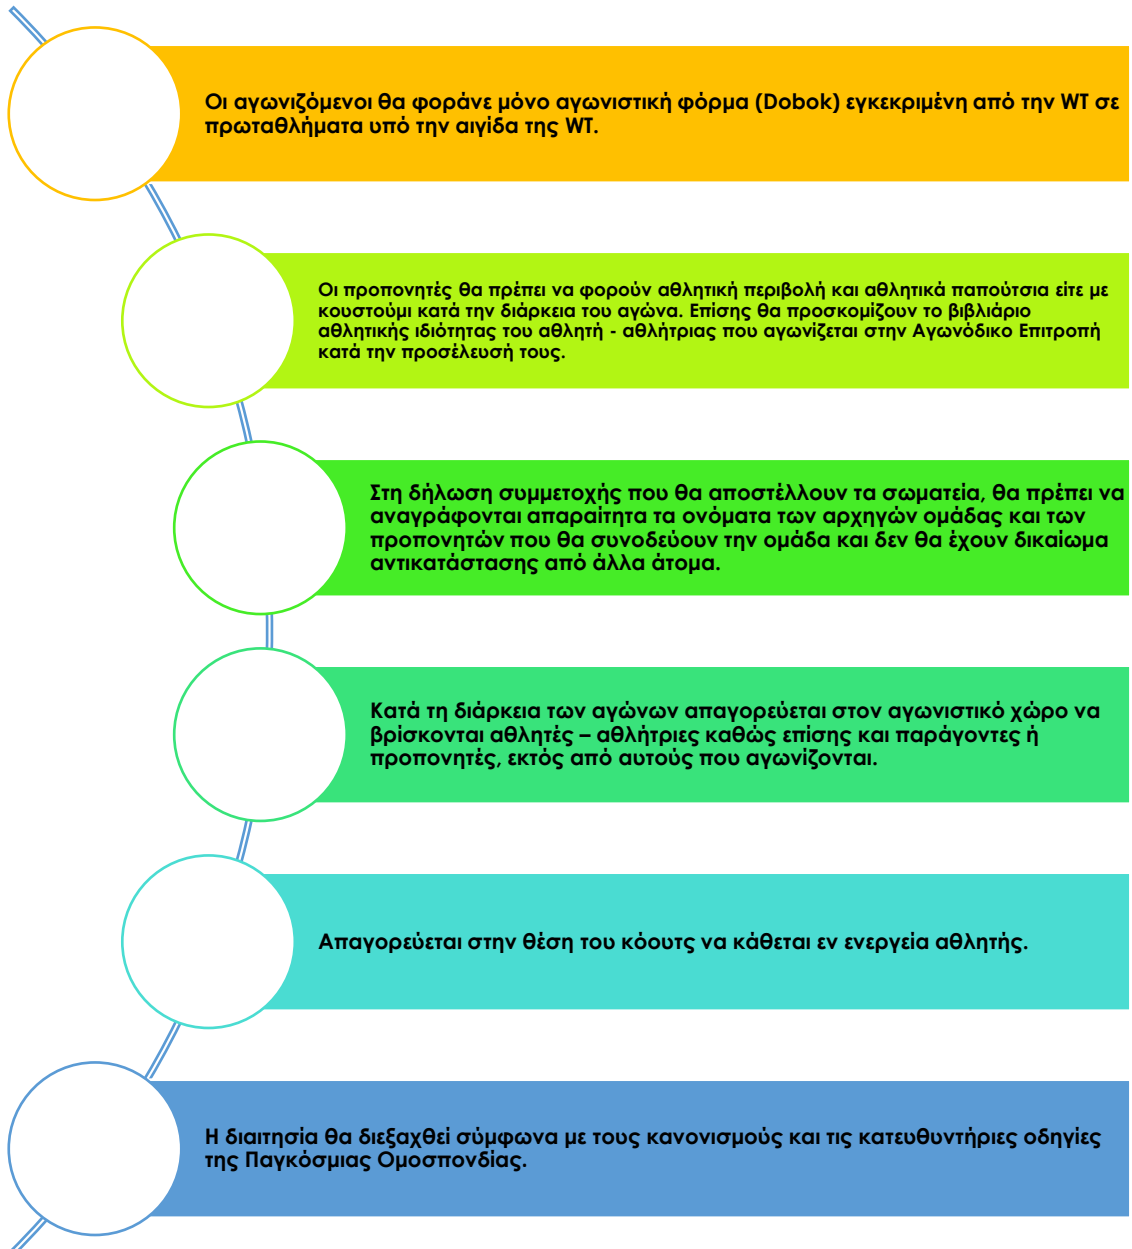 Οι αγωνιζόμενοι θα φοράνε μόνο αγωνιστική φόρμα (Dobok) εγκεκριμένη από την WT σε
πρωταθλήματα υπό την αιγίδα της WT.
Οι προπονητές θα πρέπει να φορούν αθλητική περιβολή και αθλητικά παπούτσια είτε με
κουστούμι κατά την διάρκεια του αγώνα. Επίσης θα προσκομίζουν το βιβλιάριο
αθλητικής ιδιότητας του αθλητή - αθλήτριας που αγωνίζεται στην Αγωνόδικο Επιτροπή
κατά την προσέλευσή τους.
Στη δήλωση συμμετοχής που θα αποστέλλουν τα σωματεία, θα πρέπει να
αναγράφονται απαραίτητα τα ονόματα των αρχηγών ομάδας και των
προπονητών που θα συνοδεύουν την ομάδα και δεν θα έχουν δικαίωμα
αντικατάστασης από άλλα άτομα.
Κατά τη διάρκεια των αγώνων απαγορεύεται στον αγωνιστικό χώρο να
βρίσκονται αθλητές – αθλήτριες καθώς επίσης και παράγοντες ή
προπονητές, εκτός από αυτούς που αγωνίζονται.
Απαγορεύεται στην θέση του κόουτς να κάθεται εν ενεργεία αθλητής.
Η διαιτησία θα διεξαχθεί σύμφωνα με τους κανονισμούς και τις κατευθυντήριες οδηγίες
της Παγκόσμιας Ομοσπονδίας.